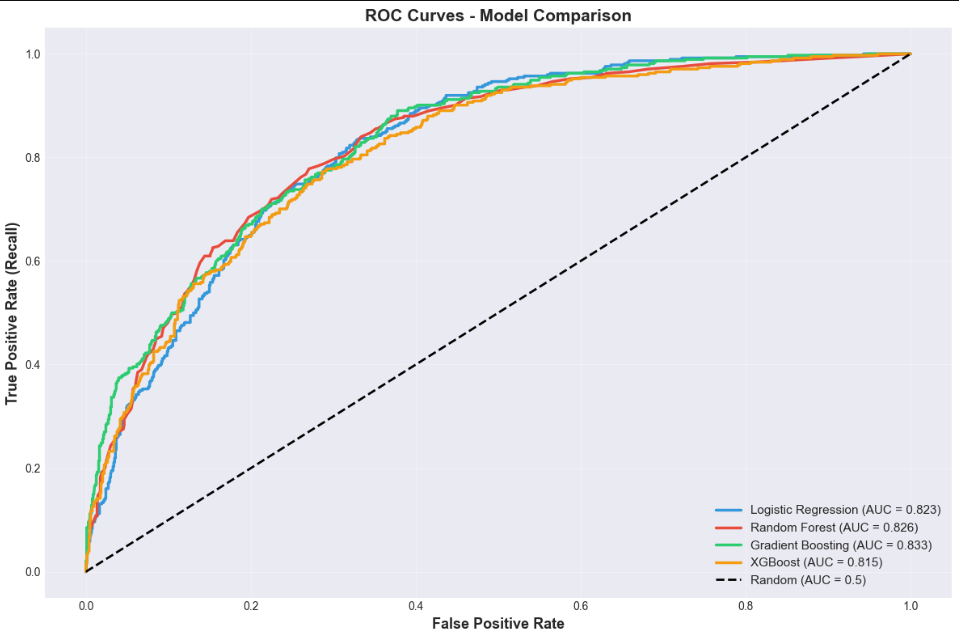 ROC Curves - Model Comparison
True Positive Rate (Recall)
1.0
0.8
0.6
0.4
0.2
0.0
Logistic Regression (AUC = 0.823)
Random Forest (AUC = 0.826)
Gradient Boosting (AUC = 0.833)
XGBoost (AUC = 0.815)
Random (AUC = 0.5)
0.0 0.2 0.4 0.6 0.8 1.0
False Positive Rate